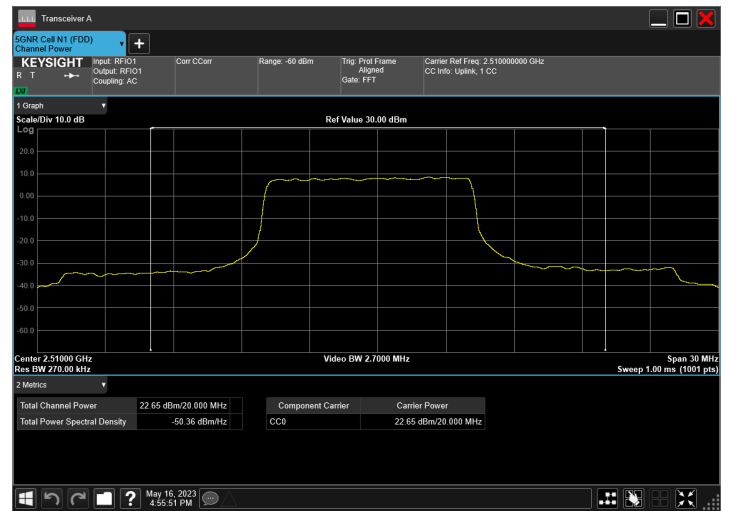 Transceiver A
5GNR Cell N1 (FDD)
Channel Power
KEYSIGHT
R T
LXI
Input: RFIO1
Output: RFIO1
Coupling: AC
Corr CCorr
Range: -60 dBm
Trig: Prot Frame
Aligned
Gate: FFT
Carrier Ref Freq: 2.510000000 GHz
CC Info: Uplink, 1 CC
1 Graph
Scale/Div 10.0 dB
Ref Value 30.00 dBm
Log
20.0
10.0
0.00
-10.0
-20.0
-30.0
-40.0
-50.0
-60.0
Center 2.51000 GHz
Video BW 2.7000 MHz
Span 30 MHz
Res BW 270.00 kHz
Sweep 1.00 ms (1001 pts)
2 Metrics
Total Channel Power 22.65 dBm/20.000 MHz
Total Power Spectral Density -50.36 dBm/Hz
Component Carrier Carrier Power
CC0 22.65 dBm/20.000 MHz
?
May 16, 2023
4:55:51 PM